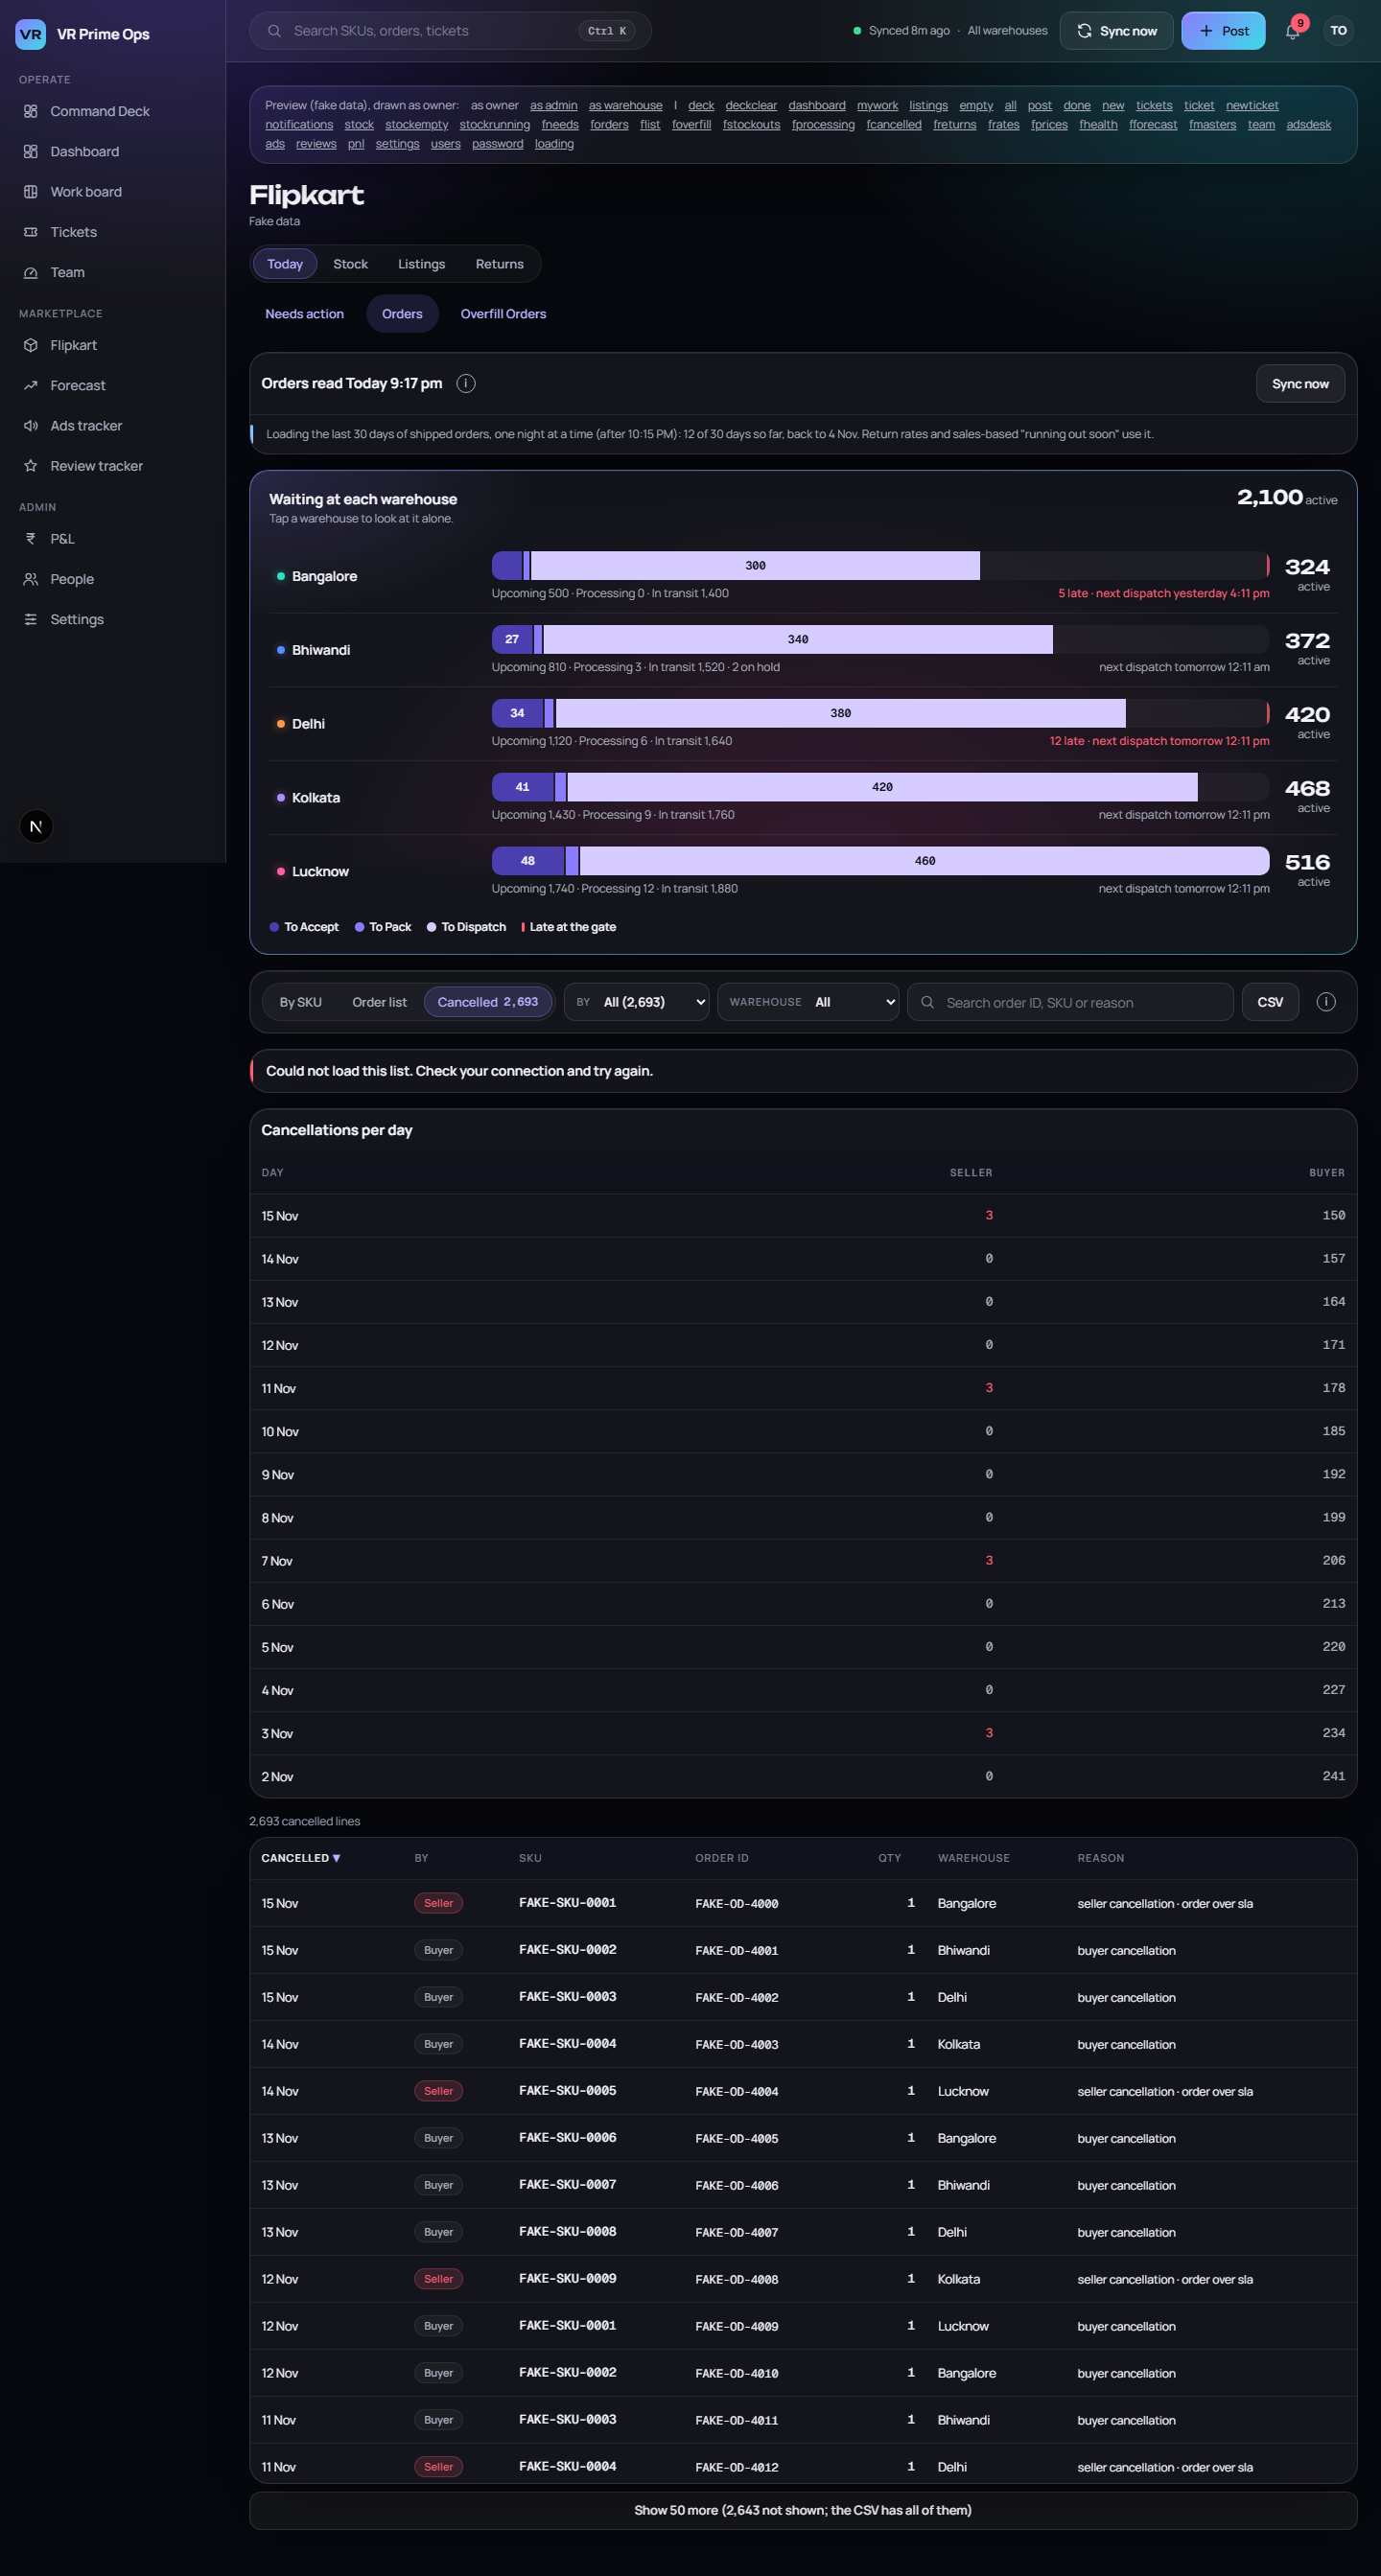 VR VR Prime Ops
Search SKUs, orders, tickets Ctrl K
Synced 8m ago · All warehouses
Sync now
Post
9
TO
OPERATE
Command Deck
Dashboard
Work board
Tickets
Team
MARKETPLACE
Flipkart
Forecast
Ads tracker
Review tracker
ADMIN
P&L
People
Settings
N
Preview (fake data), drawn as owner: as owner as admin as warehouse | deck deckclear dashboard mywork listings empty all post done new tickets ticket newticket
notifications stock stockempty stockrunning fneeds forders flist foverfill fstockouts fprocessing fcancelled freturns frates fprices fhealth fforecast fmasters team adsdesk
ads reviews pnl settings users password loading
Flipkart
Fake data
Today Stock Listings Returns
Needs action Orders Overfill Orders
Orders read Today 9:17 pm i
Sync now
Loading the last 30 days of shipped orders, one night at a time (after 10:15 PM): 12 of 30 days so far, back to 4 Nov. Return rates and sales-based "running out soon" use it.
Waiting at each warehouse
2,100 active
Tap a warehouse to look at it alone.
Bangalore 300 324
Upcoming 500 · Processing 0 · In transit 1,400 5 late · next dispatch yesterday 4:11 pm active
Bhiwandi 27 340 372
Upcoming 810 · Processing 3 · In transit 1,520 · 2 on hold next dispatch tomorrow 12:11 am active
Delhi 34 380 420
Upcoming 1,120 · Processing 6 · In transit 1,640 12 late · next dispatch tomorrow 12:11 pm active
Kolkata 41 420 468
Upcoming 1,430 · Processing 9 · In transit 1,760 next dispatch tomorrow 12:11 pm active
Lucknow 48 460 516
Upcoming 1,740 · Processing 12 · In transit 1,880 next dispatch tomorrow 12:11 pm active
To Accept To Pack To Dispatch Late at the gate
By SKU Order list Cancelled 2,693 BY All (2,693) WAREHOUSE All Search order ID, SKU or reason CSV i
Could not load this list. Check your connection and try again.
Cancellations per day
DAY SELLER BUYER
15 Nov 3 150
14 Nov 0 157
13 Nov 0 164
12 Nov 0 171
11 Nov 3 178
10 Nov 0 185
9 Nov 0 192
8 Nov 0 199
7 Nov 3 206
6 Nov 0 213
5 Nov 0 220
4 Nov 0 227
3 Nov 3 234
2 Nov 0 241
2,693 cancelled lines
CANCELLED ▼ BY SKU ORDER ID QTY WAREHOUSE REASON
15 Nov Seller FAKE-SKU-0001 FAKE-OD-4000 1 Bangalore seller cancellation · order over sla
15 Nov Buyer FAKE-SKU-0002 FAKE-OD-4001 1 Bhiwandi buyer cancellation
15 Nov Buyer FAKE-SKU-0003 FAKE-OD-4002 1 Delhi buyer cancellation
14 Nov Buyer FAKE-SKU-0004 FAKE-OD-4003 1 Kolkata buyer cancellation
14 Nov Seller FAKE-SKU-0005 FAKE-OD-4004 1 Lucknow seller cancellation · order over sla
13 Nov Buyer FAKE-SKU-0006 FAKE-OD-4005 1 Bangalore buyer cancellation
13 Nov Buyer FAKE-SKU-0007 FAKE-OD-4006 1 Bhiwandi buyer cancellation
13 Nov Buyer FAKE-SKU-0008 FAKE-OD-4007 1 Delhi buyer cancellation
12 Nov Seller FAKE-SKU-0009 FAKE-OD-4008 1 Kolkata seller cancellation · order over sla
12 Nov Buyer FAKE-SKU-0001 FAKE-OD-4009 1 Lucknow buyer cancellation
12 Nov Buyer FAKE-SKU-0002 FAKE-OD-4010 1 Bangalore buyer cancellation
11 Nov Buyer FAKE-SKU-0003 FAKE-OD-4011 1 Bhiwandi buyer cancellation
11 Nov Seller FAKE-SKU-0004 FAKE-OD-4012 1 Delhi seller cancellation · order over sla
Show 50 more (2,643 not shown; the CSV has all of them)